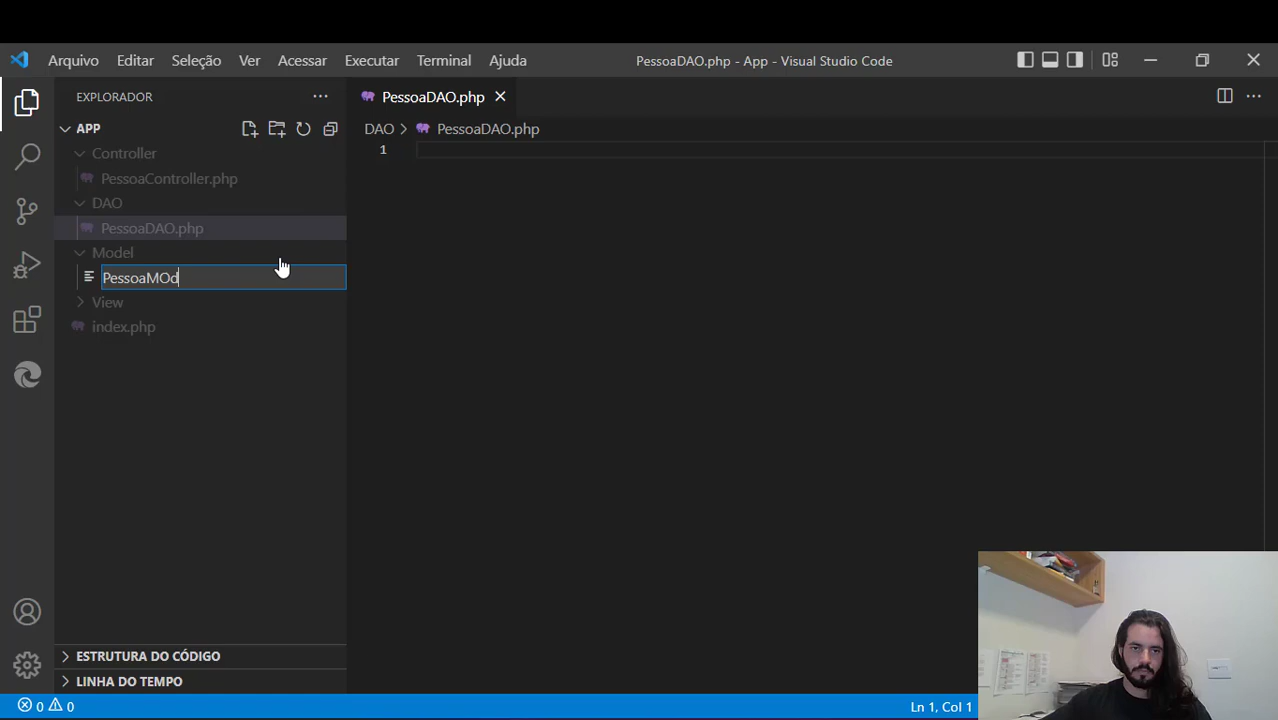 Arquivo Editar Seleção Ver Acessar Executar Terminal Ajuda PessoaDAO.php - App - Visual Studio Code
EXPLORADOR PessoaDAO.php
APP DAO PessoaDAO.php
Controller 1
PessoaController.php
DAO
PessoaDAO.php
Model
PessoaMOd
View
index.php
ESTRUTURA DO CÓDIGO
LINHA DO TEMPO
0 0 Ln 1, Col 1